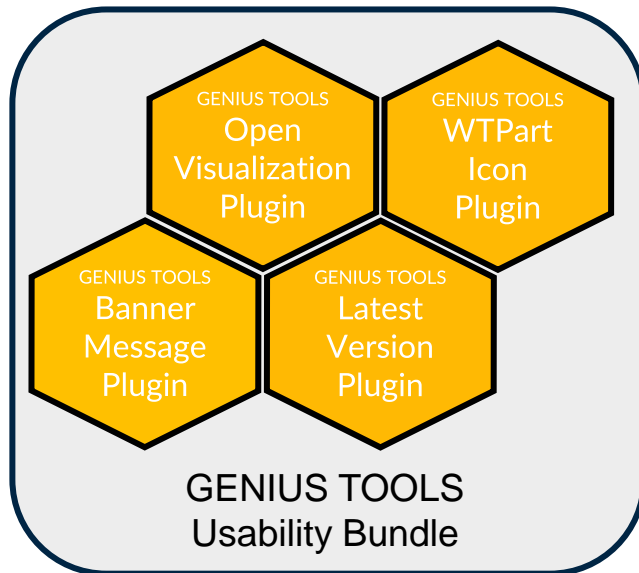 GENIUS TOOLS
Open
Visualization
Plugin
GENIUS TOOLS
WTPart
Icon
Plugin
GENIUS TOOLS
Banner
Message
Plugin
GENIUS TOOLS
Latest
Version
Plugin
GENIUS TOOLS
Usability Bundle